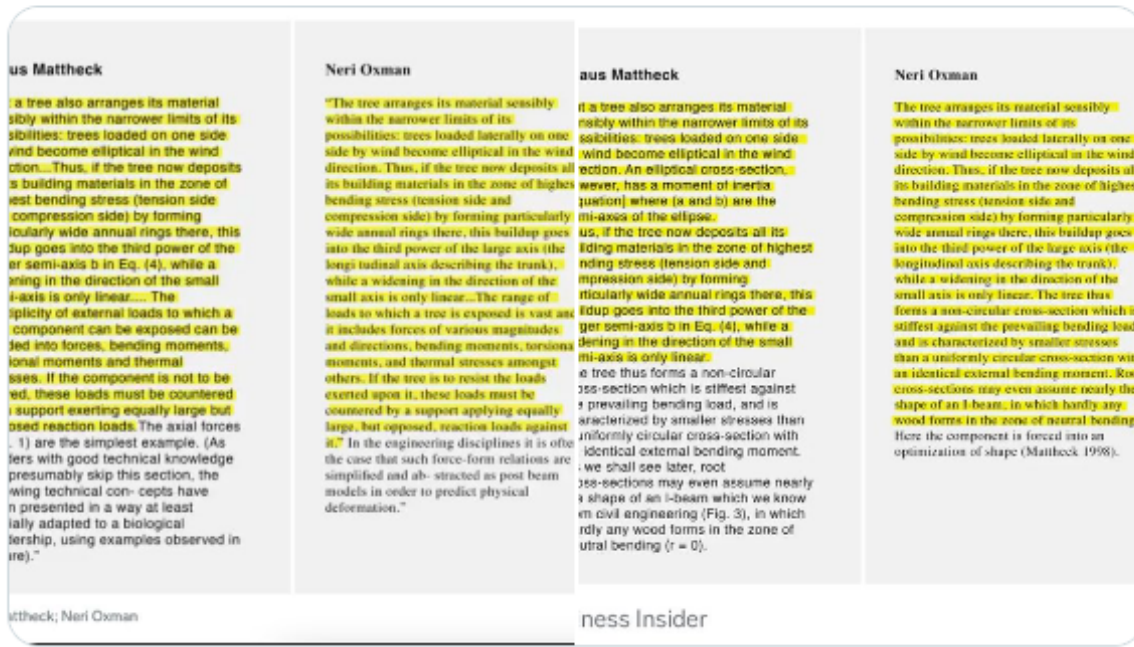 us Mattheck
: a tree also arranges its material
sibly within the narrower limits of its
sibilities: trees loaded on one side
vind become elliptical in the wind
ction...Thus, if the tree now deposits
s building materials in the zone of
est bending stress (tension side
compression side) by forming
icularly wide annual rings there, this
dup goes into the third power of the
er semi-axis b in Eq. (4), while a
ening in the direction of the small
i-axis is only linear.... The
plicity of external loads to which a
component can be exposed can be
ded into forces, bending moments,
ional moments and thermal
sses. If the component is not to be
red, these loads must be countered
support exerting equally large but
osed reaction loads. The axial forces
. 1) are the simplest example. (As
ders with good technical knowledge
presumably skip this section, the
wing technical con- cepts have
n presented in a way at least
ially adapted to a biological
dership, using examples observed in
ure)."
attheck; Neri Oxman
Neri Oxman
"The tree arranges its material sensibly
within the narrower limits of its
possibilities: trees loaded laterally on one
side by wind become elliptical in the wind
direction. Thus, if the tree now deposits all
its building materials in the zone of highes
bending stress (tension side and
compression side) by forming particularly
wide annual rings there, this buildup goes
into the third power of the large axis (the
longi tudinal axis describing the trunk),
while a widening in the direction of the
small axis is only linear...The range of
loads to which a tree is exposed is vast and
it includes forces of various magnitudes
and directions, bending moments, torsiona
moments, and thermal stresses amongst
others. If the tree is to resist the loads
exerted upon it, these loads must be
countered by a support applying equally
large, but opposed, reaction loads against
it." In the engineering disciplines it is ofte
the case that such force-form relations are
simplified and ab- stracted as post beam
models in order to predict physical
deformation."
aus Mattheck
t a tree also arranges its material
nsibly within the narrower limits of its
ssibilities: trees loaded on one side
wind become elliptical in the wind
ection. An elliptical cross-section,
wever, has a moment of inertia
quation] where (a and b) are the
mi-axes of the ellipse.
us, if the tree now deposits all its
ilding materials in the zone of highest
nding stress (tension side and
mpression side) by forming
rticularly wide annual rings there, this
ildup goes into the third power of the
ger semi-axis b in Eq. (4), while a
dening in the direction of the small
mi-axis is only linear.
e tree thus forms a non-circular
oss-section which is stiffest against
prevailing bending load, and is
aracterized by smaller stresses than
uniformly circular cross-section with
identical external bending moment.
we shall see later, root
oss-sections may even assume nearly
shape of an I-beam which we know
m civil engineering (Fig. 3), in which
rdly any wood forms in the zone of
utral bending (r = 0).
ness Insider
Neri Oxman
The tree arranges its material sensibly
within the narrower limits of its
possibilities: trees loaded laterally on one
side by wind become elliptical in the wind
direction. Thus, if the tree now deposits all
its building materials in the zone of highes
bending stress (tension side and
compression side) by forming particularly
wide annual rings there, this buildup goes
into the third power of the large axis (the
longitudinal axis describing the trunk),
while a widening in the direction of the
small axis is only linear. The tree thus
forms a non-circular cross-section which i
stiffest against the prevailing bending load
and is characterized by smaller stresses
than a uniformly circular cross-section wit
an identical external bending moment. Roo
cross-sections may even assume nearly the
shape of an I-beam, in which hardly any
wood forms in the zone of neutral bending
Here the component is forced into an
optimization of shape (Mattheck 1998).